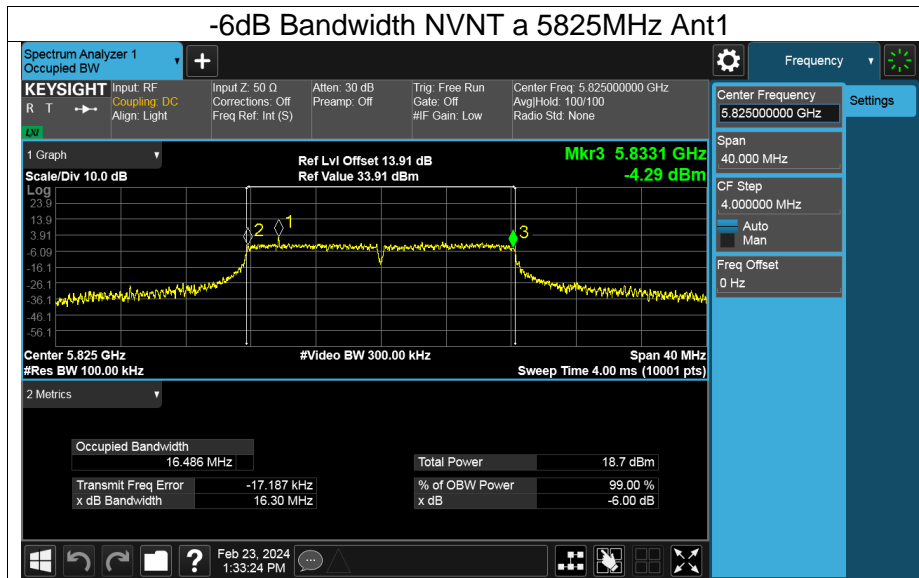 -6dB Bandwidth NVNT a 5825MHz Ant1
Spectrum Analyzer 1
Occupied BW
+
Frequency
KEYSIGHT
R T
LXI
Input: RF
Coupling: DC
Align: Light
Input Z: 50 Ω
Corrections: Off
Freq Ref: Int (S)
Atten: 30 dB
Preamp: Off
Trig: Free Run
Gate: Off
#IF Gain: Low
Center Freq: 5.825000000 GHz
Avg|Hold: 100/100
Radio Std: None
Center Frequency
5.825000000 GHz
Settings
Span
40.000 MHz
CF Step
4.000000 MHz
Auto
Man
Freq Offset
0 Hz
1 Graph
Ref Lvl Offset 13.91 dB
Mkr3 5.8331 GHz
Scale/Div 10.0 dB
Ref Value 33.91 dBm
-4.29 dBm
Log
23.9
13.9
3.91
-6.09
-16.1
-26.1
-36.1
-46.1
-56.1
2
1
3
Center 5.825 GHz
#Video BW 300.00 kHz
Span 40 MHz
#Res BW 100.00 kHz
Sweep Time 4.00 ms (10001 pts)
2 Metrics
Occupied Bandwidth
16.486 MHz
Total Power
18.7 dBm
Transmit Freq Error
-17.187 kHz
% of OBW Power
99.00 %
x dB Bandwidth
16.30 MHz
x dB
-6.00 dB
?
Feb 23, 2024
1:33:24 PM